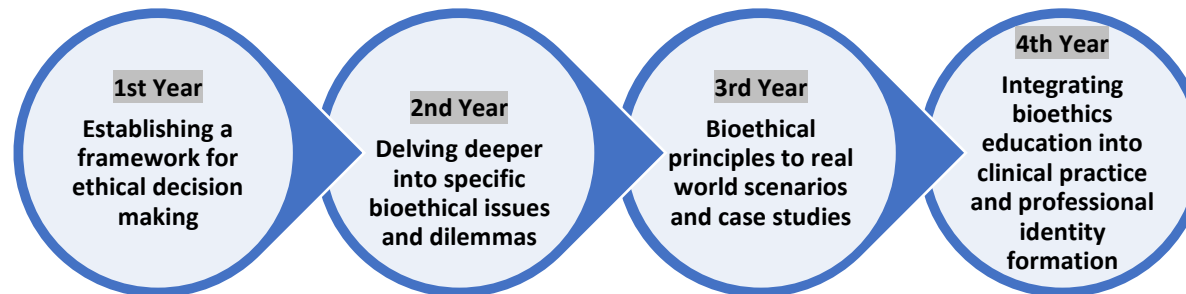 1st Year
Establishing a
framework for
ethical decision
making
2nd Year
Delving deeper
into specific
bioethical issues
and dilemmas
3rd Year
Bioethical
principles to real
world scenarios
and case studies
4th Year
Integrating
bioethics
education into
clinical practice
and professional
identity
formation